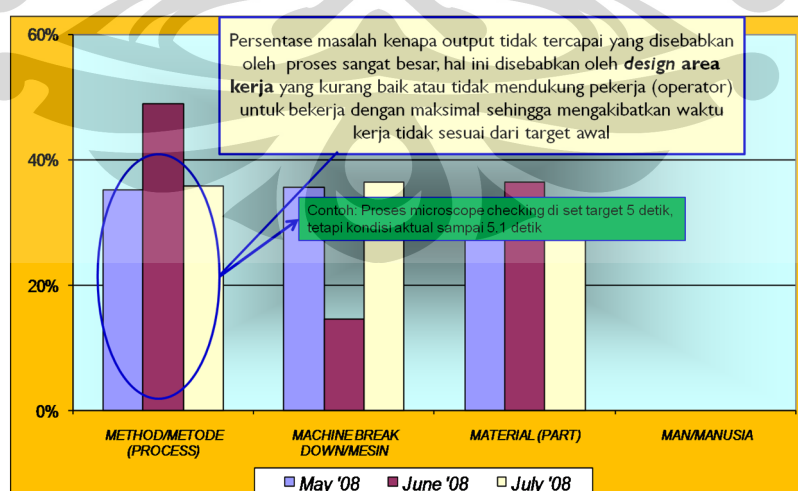 60%
Persentase masalah kenapa output tidak tercapai yang disebabkan
oleh proses sangat besar, hal ini disebabkan oleh design area
kerja yang kurang baik atau tidak mendukung pekerja (operator)
untuk bekerja dengan maksimal sehingga mengakibatkan waktu
kerja tidak sesuai dari target awal
40%
Contoh: Proses microscope checking di set target 5 detik,
tetapi kondisi aktual sampai 5.1 detik
20%
0%
METHOD/METODE
(PROCESS)
MACHINE BREAK
DOWN/MESIN
MATERIAL (PART)
MAN/MANUSIA
May '08
June '08
July '08